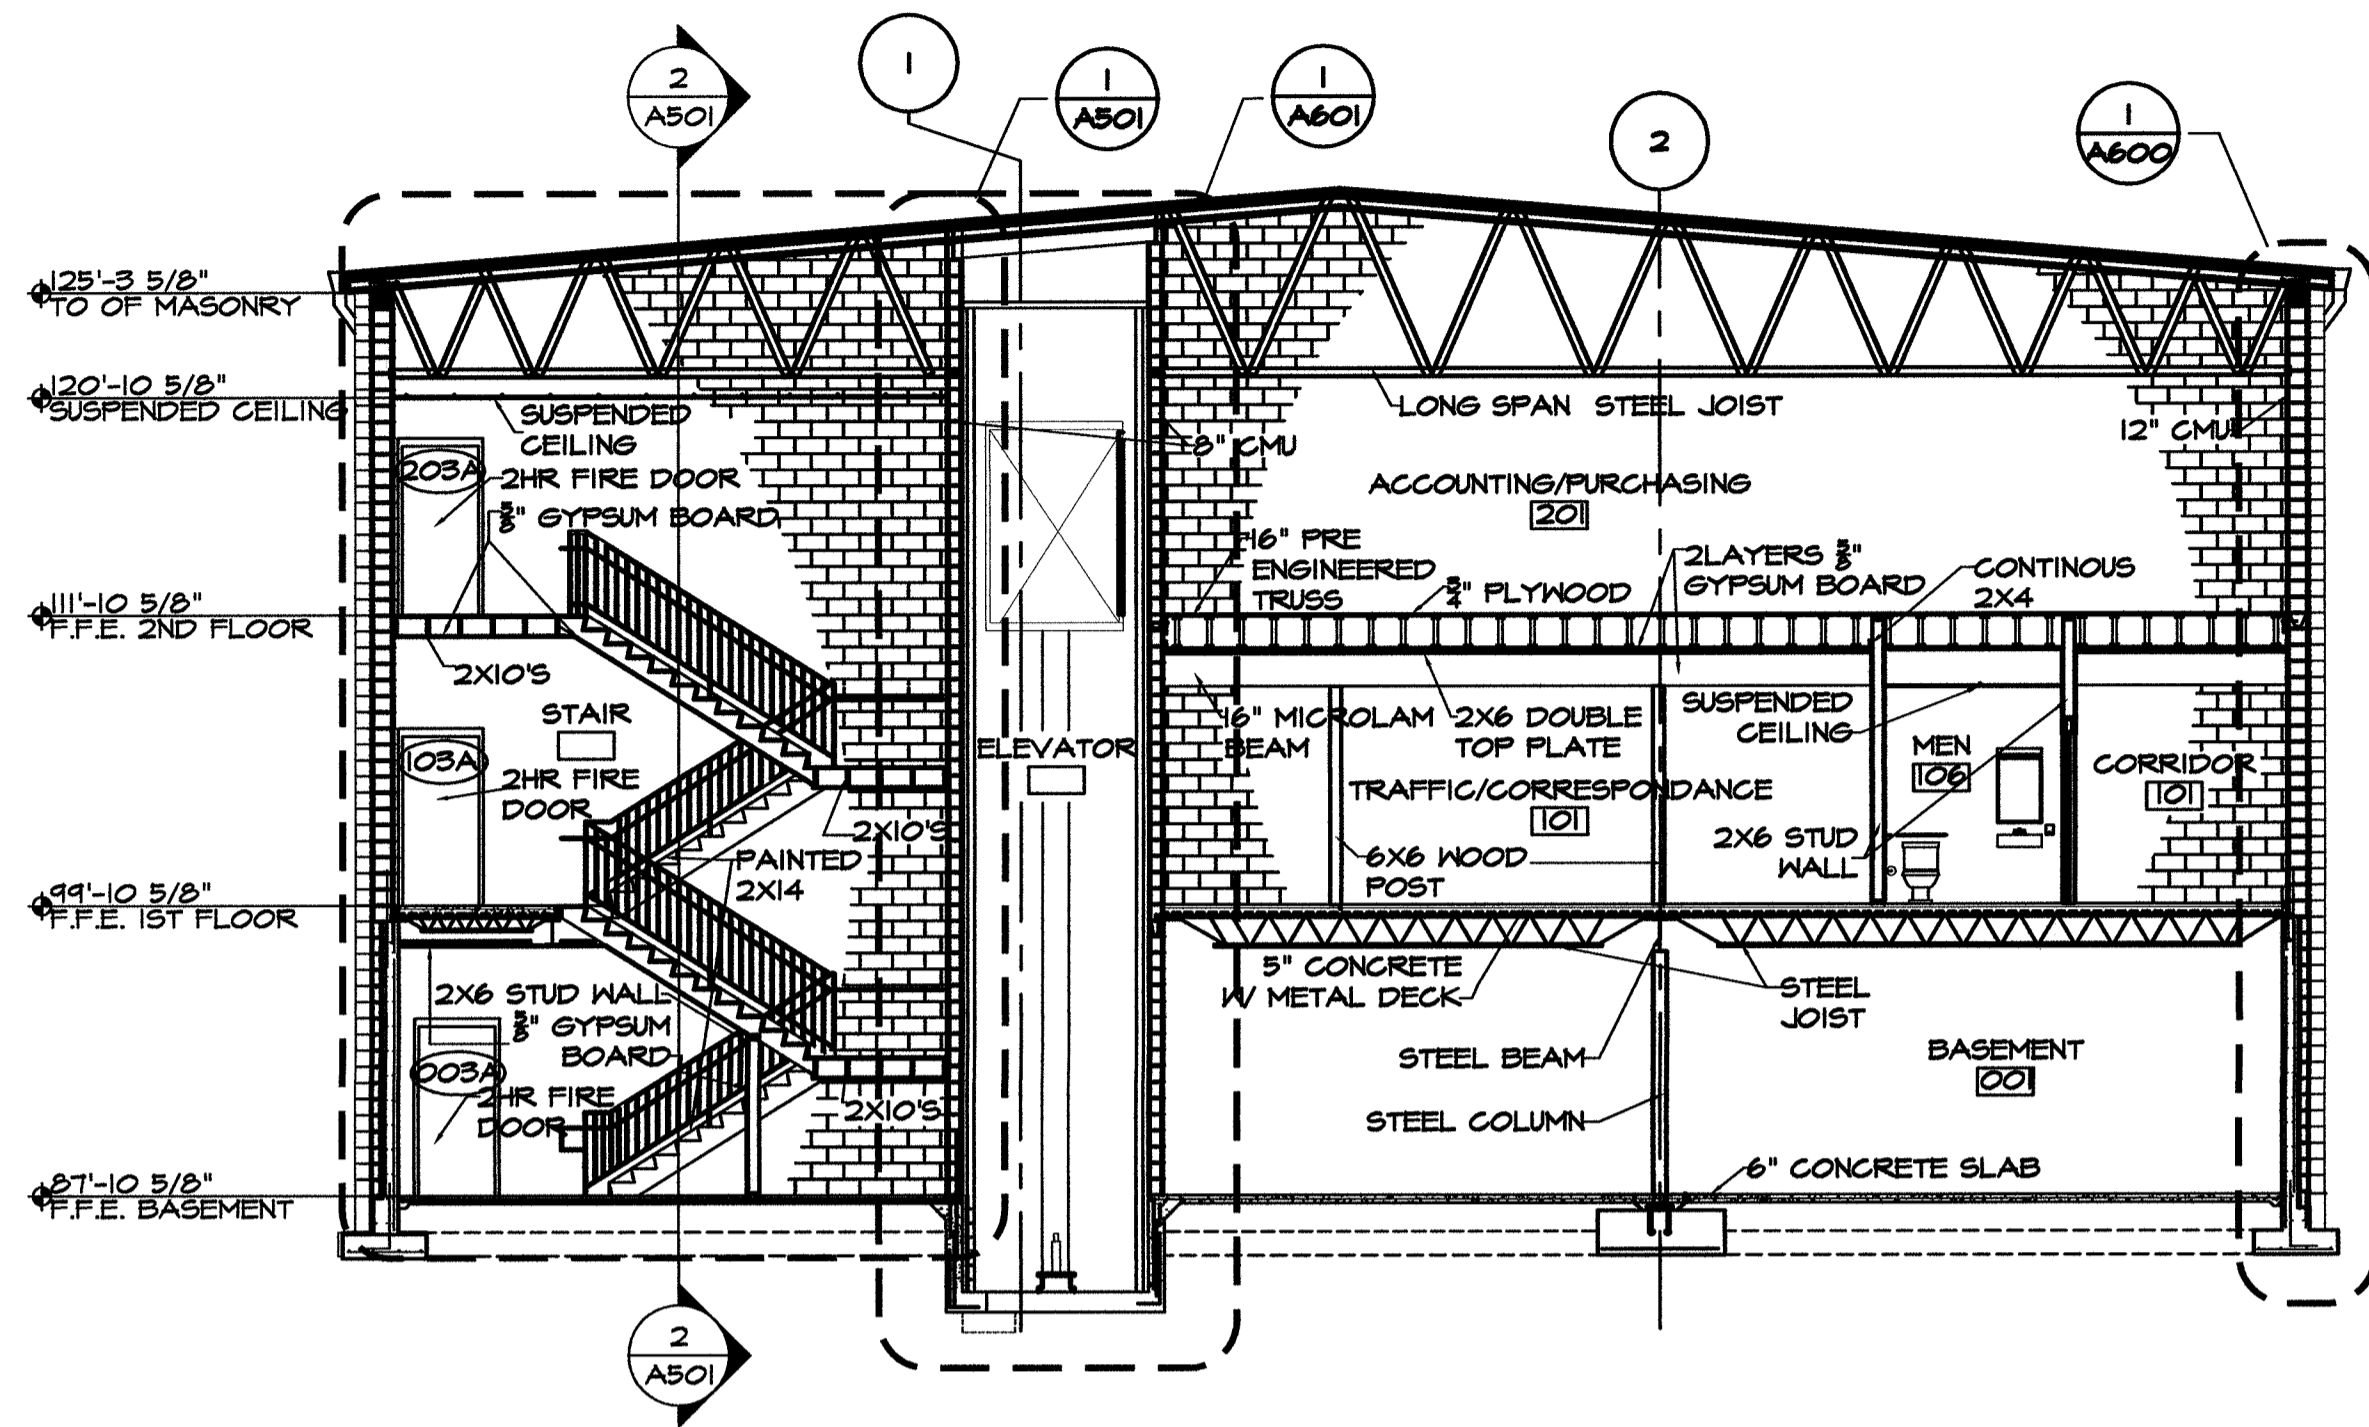 2
A501
1
1
A501
1
A601
2
1
A600
125'-3 5/8"
TO OF MASONRY
120'-10 5/8"
SUSPENDED CEILING
SUSPENDED
CEILING
LONG SPAN STEEL JOIST
8" CMU
12" CMU
203A
2HR FIRE DOOR
5/8" GYPSUM BOARD
ACCOUNTING/PURCHASING
201
16" PRE
ENGINEERED
TRUSS
3/4" PLYWOOD
2LAYERS 5/8"
GYPSUM BOARD
CONTINOUS
2X4
111'-10 5/8"
F.F.E. 2ND FLOOR
2X10'S
STAIR
103A
2HR FIRE
DOOR
2X10'S
PAINTED
2X14
ELEVATOR
16" MICROLAM
BEAM
2X6 DOUBLE
TOP PLATE
SUSPENDED
CEILING
MEN
106
CORRIDOR
101
TRAFFIC/CORRESPONDANCE
101
6X6 WOOD
POST
2X6 STUD
WALL
99'-10 5/8"
F.F.E. 1ST FLOOR
2X6 STUD WALL
5/8" GYPSUM
BOARD
003A
2HR FIRE
DOOR
2X10'S
5" CONCRETE
W/ METAL DECK
STEEL
JOIST
STEEL BEAM
BASEMENT
001
STEEL COLUMN
6" CONCRETE SLAB
87'-10 5/8"
F.F.E. BASEMENT
2
A501